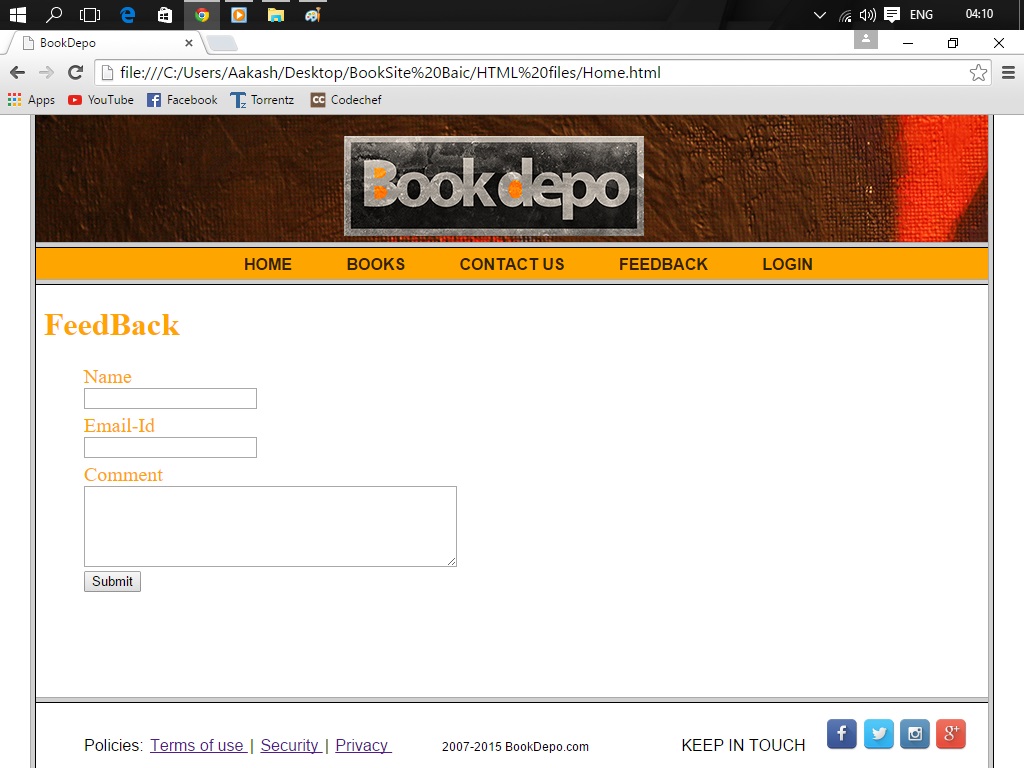 ENG 04:10
BookDepo
file:///C:/Users/Aakash/Desktop/BookSite%20Baic/HTML%20files/Home.html
Apps YouTube Facebook Torrentz Codechef
Bookdepo
HOME BOOKS CONTACT US FEEDBACK LOGIN
FeedBack
Name
Email-Id
Comment
Submit
Policies: Terms of use | Security | Privacy 2007-2015 BookDepo.com KEEP IN TOUCH